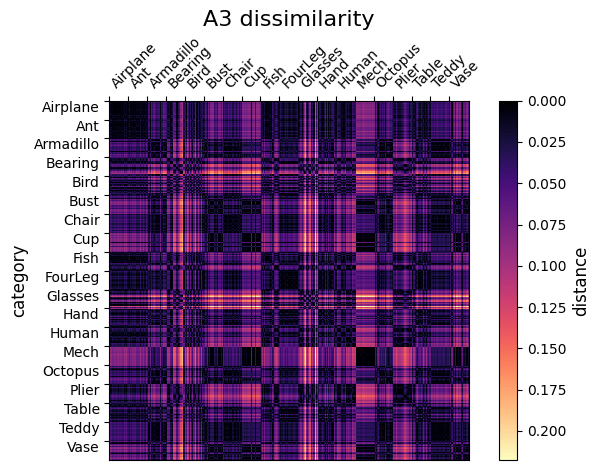 A3 dissimilarity
Airplane
Ant
Armadillo
Bearing
Bird
Bust
Chair
Cup
Fish
FourLeg
Glasses
Hand
Human
Mech
Octopus
Plier
Table
Teddy
Vase
Airplane
Ant
Armadillo
Bearing
Bird
Bust
Chair
Cup
Fish
FourLeg
Glasses
Hand
Human
Mech
Octopus
Plier
Table
Teddy
Vase
category
0.000
0.025
0.050
0.075
0.100
0.125
0.150
0.175
0.200
distance